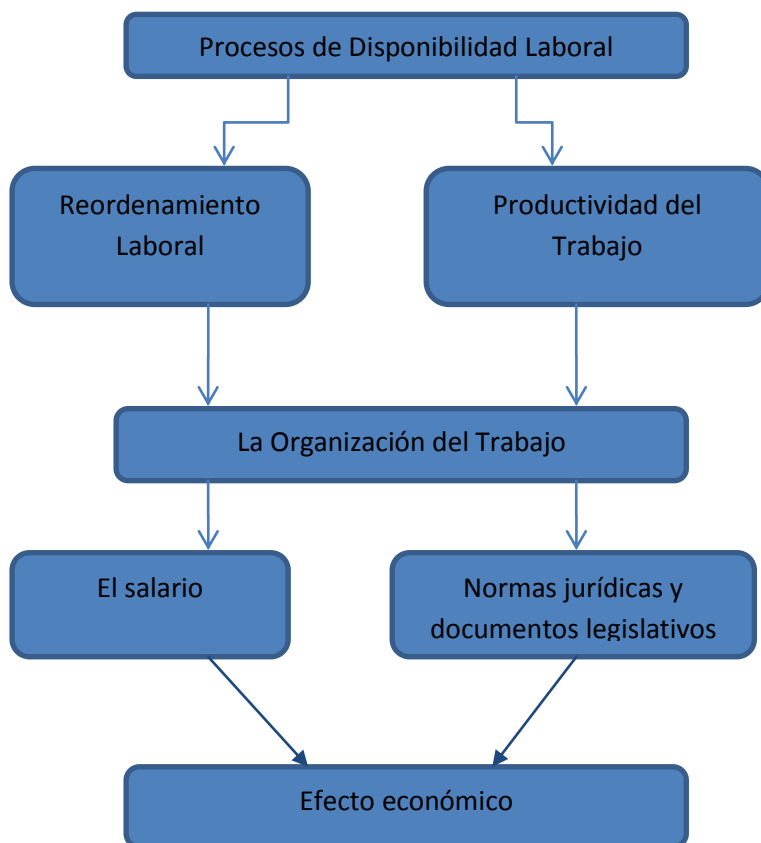 Procesos de Disponibilidad Laboral
Reordenamiento
Laboral
Productividad del
Trabajo
La Organización del Trabajo
El salario
Normas jurídicas y
documentos legislativos
Efecto económico